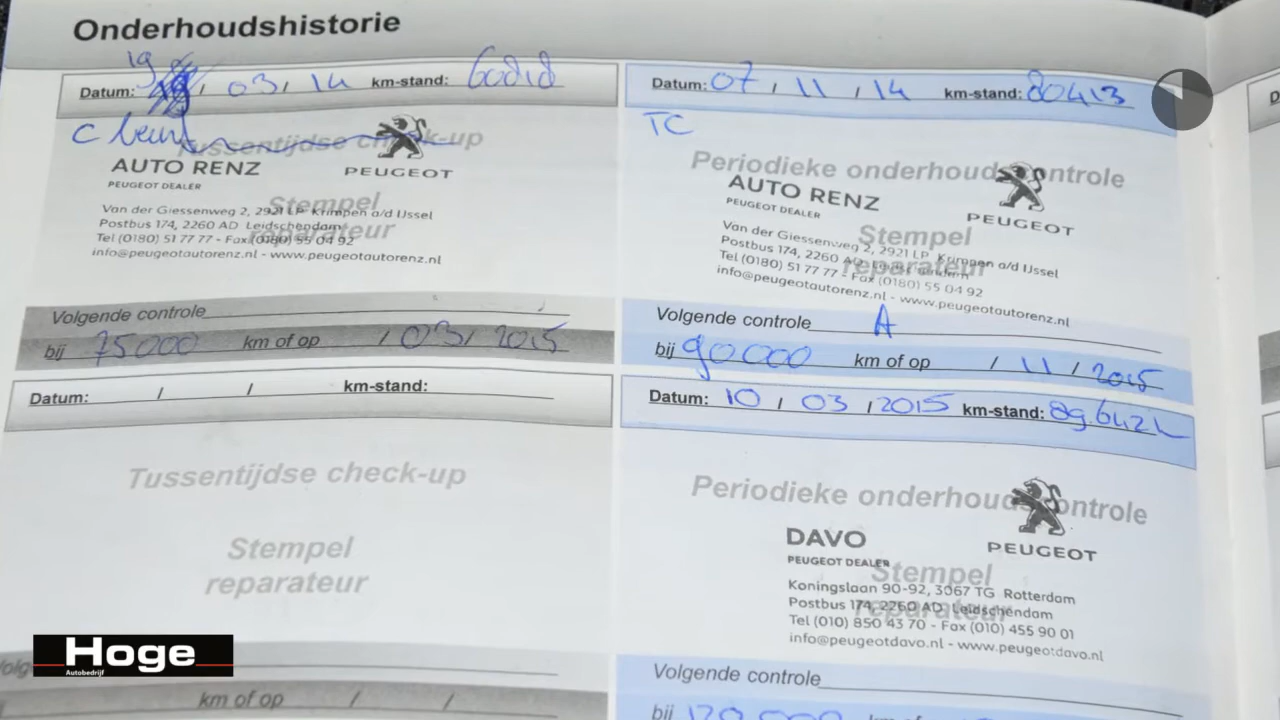 Onderhoudshistorie
19
Datum: / 03 / 14 km-stand:
Tussentijdse check-up
AUTO RENZ
PEUGEOT DEALER
PEUGEOT
Stempel
reparateur
Van der Giessenweg 2, 2921 LP Krimpen a/d IJssel
Postbus 174, 2260 AD Leidschendam
Tel (0180) 51 77 77 - Fax (0180) 55 04 92
info@peugeotautorenz.nl - www.peugeotautorenz.nl
Volgende controle
bij 75000 km of op / 03 / 2015
Datum: 07 / 11 / 14 km-stand: 80413
TC
Periodieke onderhoudscontrole
AUTO RENZ
PEUGEOT DEALER
PEUGEOT
Stempel
reparateur
Van der Giessenweg 2, 2921 LP Krimpen a/d IJssel
Postbus 174, 2260 AD Leidschendam
Tel (0180) 51 77 77 - Fax (0180) 55 04 92
info@peugeotautorenz.nl - www.peugeotautorenz.nl
Volgende controle A
bij 90000 km of op / 11 / 2015
Datum: / / km-stand:
Tussentijdse check-up
Stempel
reparateur
km of op / /
Datum: 10 / 03 / 2015 km-stand:
Periodieke onderhoudscontrole
DAVO
PEUGEOT DEALER
PEUGEOT
Stempel
reparateur
Koningslaan 90-92, 3067 TG Rotterdam
Postbus 174, 2260 AD Leidschendam
Tel (010) 850 43 70 - Fax (010) 455 90 01
info@peugeotdavo.nl - www.peugeotdavo.nl
Volgende controle
bij
Hoge
Autobedrijf